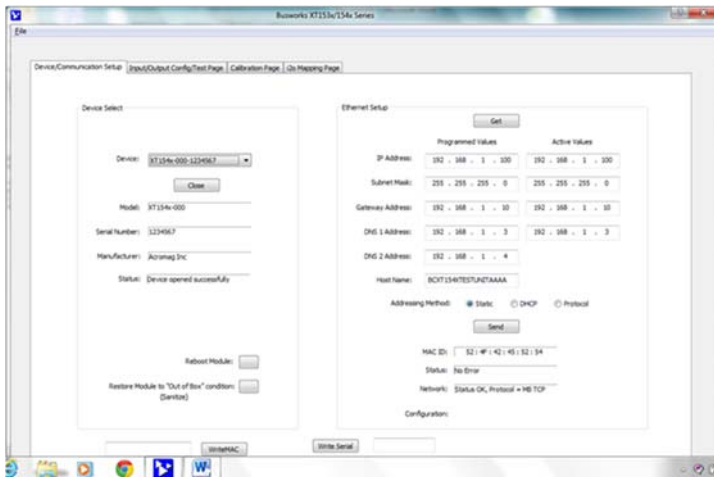 Busworks XT153x/154x Series
File
Device/Communication Setup Input/Output Config/Test Page Calibration Page i2o Mapping Page
Device Select
Device: XT154x-000-1234567
Close
Model: XT154x-000
Serial Number: 1234567
Manufacturer: Acromag Inc
Status: Device opened successfully
Reboot Module:
Restore Module to "Out of Box" condition:
(Sanitize)
WriteMAC
Ethernet Setup
Get
Programmed Values Active Values
IP Address: 192 . 168 . 1 . 100 192 . 168 . 1 . 100
Subnet Mask: 255 . 255 . 255 . 0 255 . 255 . 255 . 0
Gateway Address: 192 . 168 . 1 . 10 192 . 168 . 1 . 10
DNS 1 Address: 192 . 168 . 1 . 3 192 . 168 . 1 . 3
DNS 2 Address: 192 . 168 . 1 . 4
Host Name: BCXT154XTESTUNITAAAA
Addressing Method: Static DHCP Protocol
Send
MAC ID: 52 : 4F : 42 : 45 : 52 : 54
Status: No Error
Network: Status OK, Protocol = MB TCP
Configuration:
Write Serial